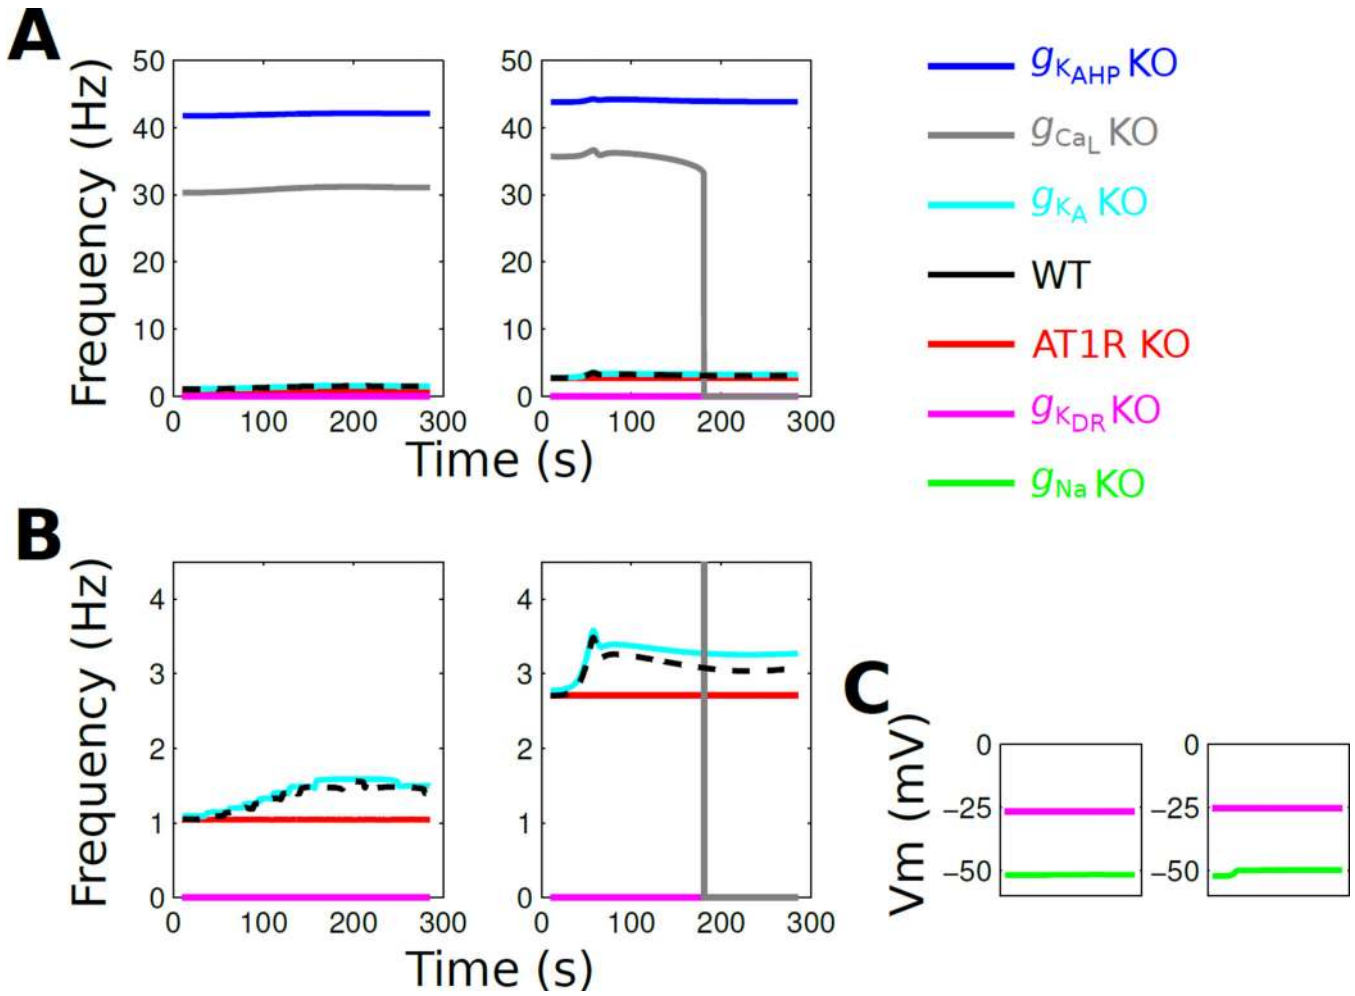 A
Frequency (Hz)
50
40
30
20
10
0
0 100 200 300
50
40
30
20
10
0
0 100 200 300
Time (s)
gKAHP KO
gCaL KO
gKA KO
WT
AT1R KO
gKDR KO
gNa KO
B
Frequency (Hz)
4
3
2
1
0
0 100 200 300
4
3
2
1
0
0 100 200 300
Time (s)
C
Vm (mV)
0
−25
−50
0
−25
−50